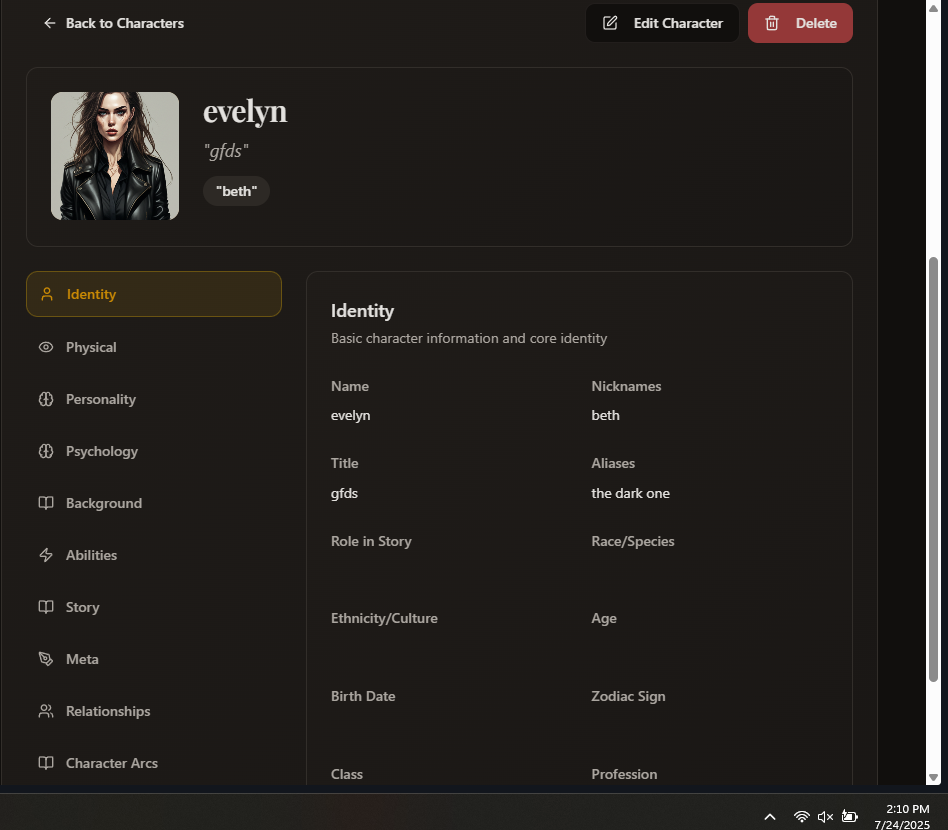 Back to Characters
Edit Character
Delete
evelyn
"gfds"
"beth"
Identity
Physical
Personality
Psychology
Background
Abilities
Story
Meta
Relationships
Character Arcs
Identity
Basic character information and core identity
Name
Nicknames
evelyn
beth
Title
Aliases
gfds
the dark one
Role in Story
Race/Species
Ethnicity/Culture
Age
Birth Date
Zodiac Sign
Class
Profession
2:10 PM
7/24/2025